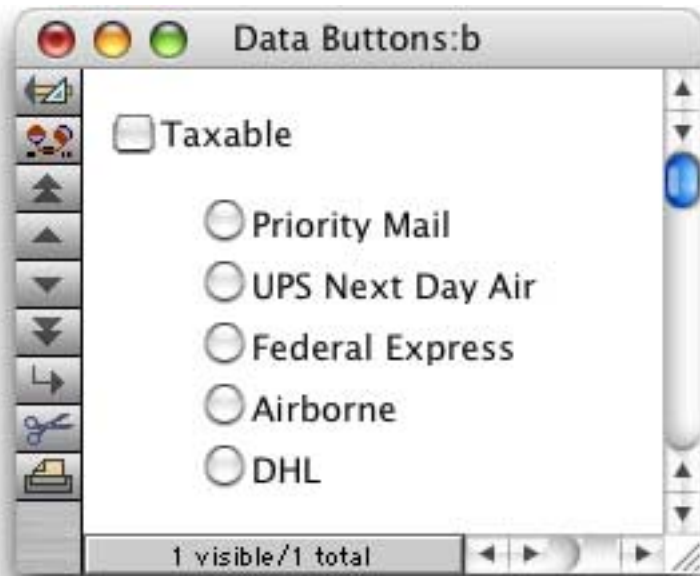 Data Buttons:b
Taxable
Priority Mail
UPS Next Day Air
Federal Express
Airborne
DHL
1 visible/1 total